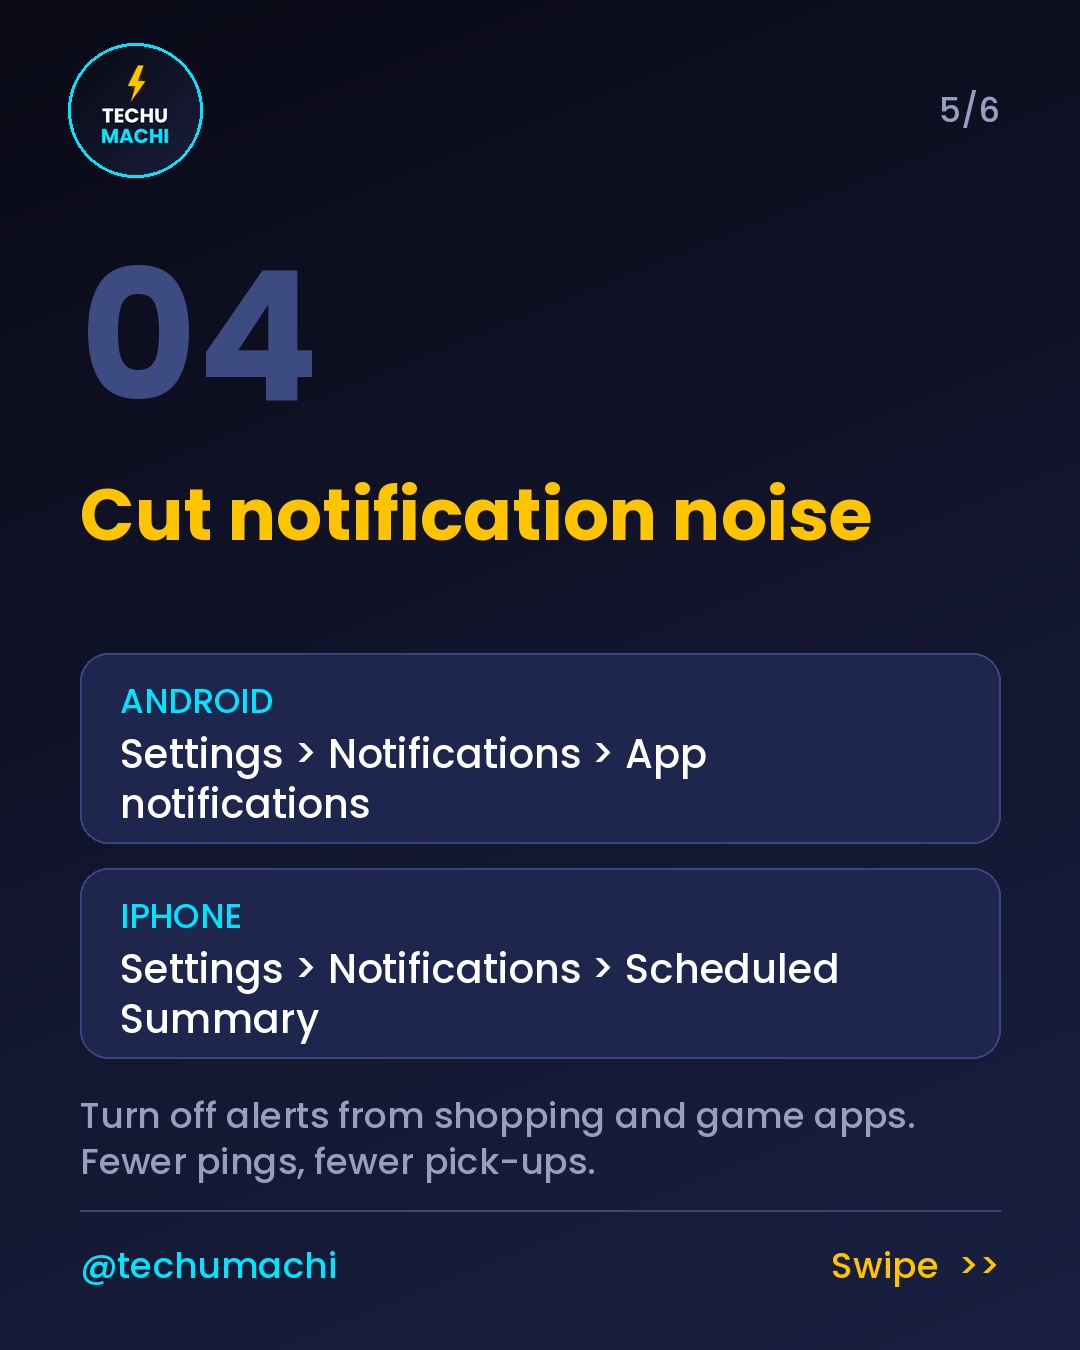 TECHU
MACHI
5/6
04
Cut notification noise
ANDROID
Settings > Notifications > App
notifications
IPHONE
Settings > Notifications > Scheduled
Summary
Turn off alerts from shopping and game apps.
Fewer pings, fewer pick-ups.
@techumachi
Swipe >>